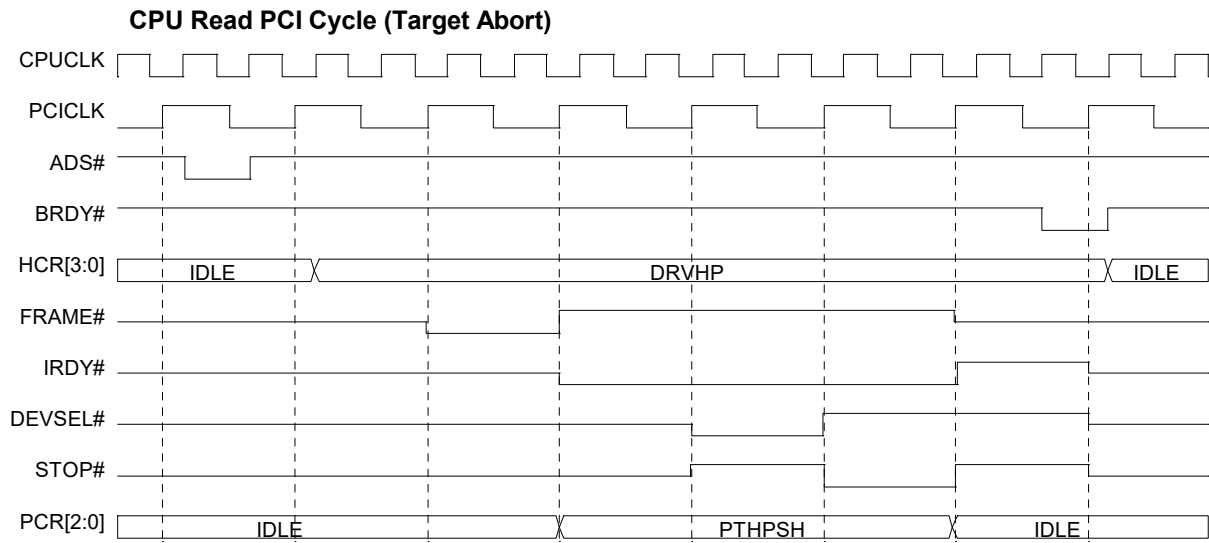 CPU Read PCI Cycle (Target Abort)
CPUCLK
PCICLK
ADS#
BRDY#
HCR[3:0] IDLE DRVHP IDLE
FRAME#
IRDY#
DEVSEL#
STOP#
PCR[2:0] IDLE PTHPSH IDLE